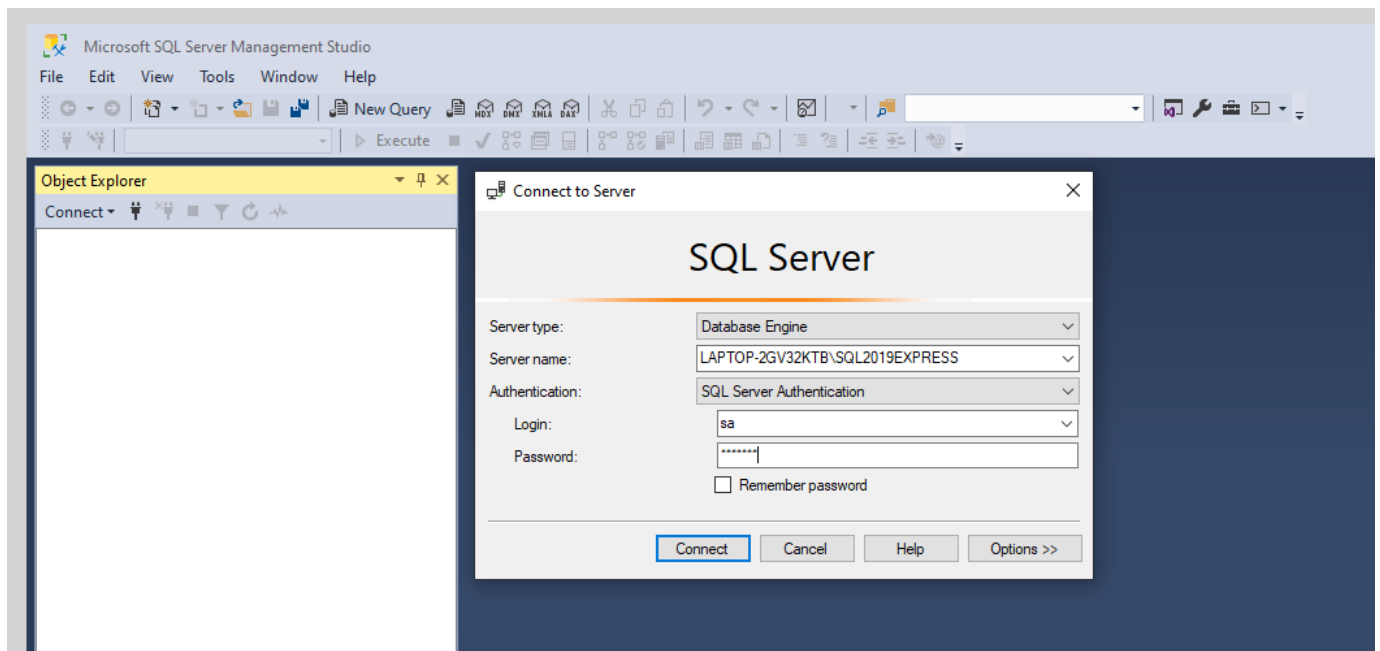 Microsoft SQL Server Management Studio
File Edit View Tools Window Help
New Query MDX DMX XMLA DAX
Execute
Object Explorer
Connect
Connect to Server
SQL Server
Server type: Database Engine
Server name: LAPTOP-2GV32KTB\SQL2019EXPRESS
Authentication: SQL Server Authentication
Login: sa
Password: *******
Remember password
Connect Cancel Help Options >>